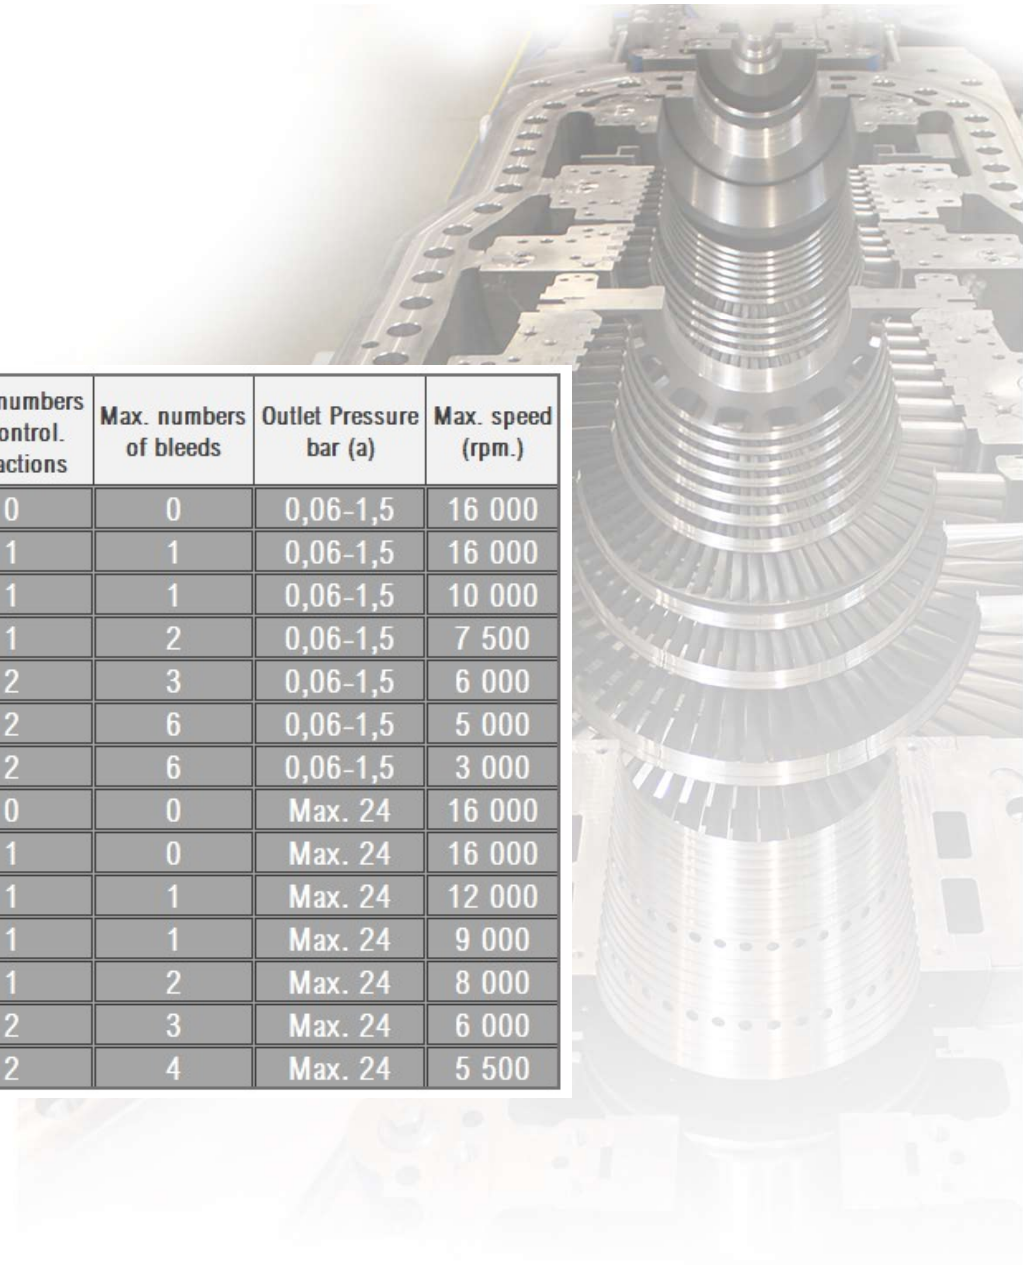 numbers
Max. numbers
of bleeds
Outlet Pressure
bar (a)
Max. speed
(rpm.)
0 0 0,06-1,5 16 000
1 1 0,06-1,5 16 000
1 1 0,06-1,5 10 000
1 2 0,06-1,5 7 500
2 3 0,06-1,5 6 000
2 6 0,06-1,5 5 000
2 6 0,06-1,5 3 000
0 0 Max. 24 16 000
1 0 Max. 24 16 000
1 1 Max. 24 12 000
1 1 Max. 24 9 000
1 2 Max. 24 8 000
2 3 Max. 24 6 000
2 4 Max. 24 5 500